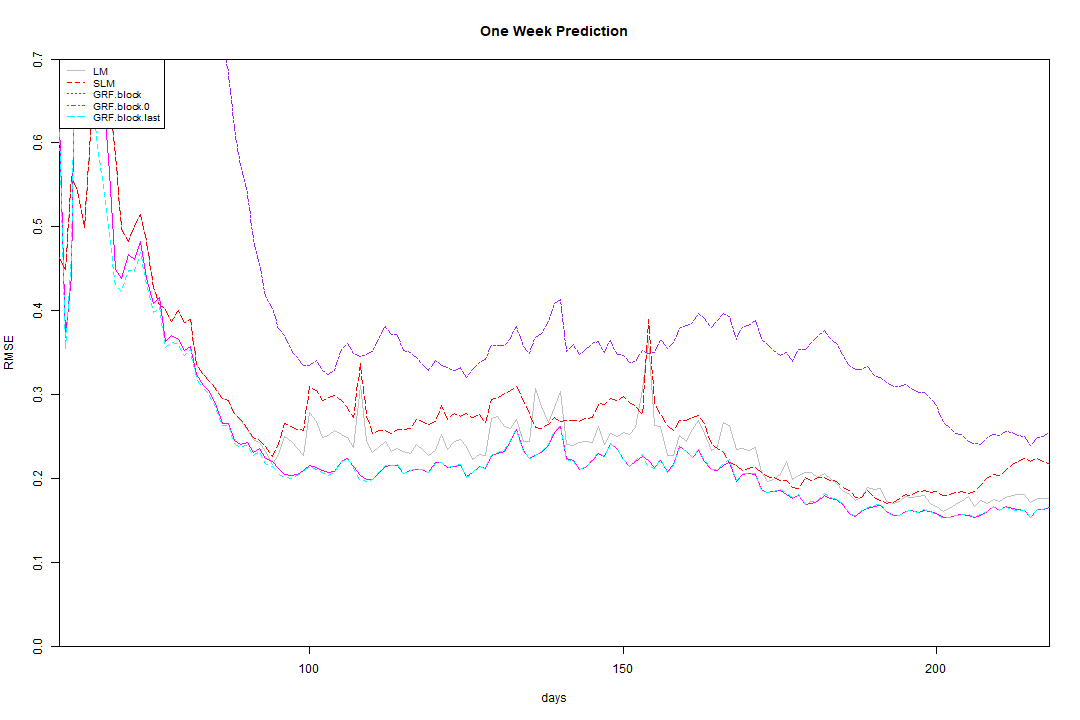 One Week Prediction
0.7
0.6
0.5
0.4
0.3
0.2
0.1
0.0
RMSE
LM
SLM
GRF.block
GRF.block.0
GRF.block.last
100
150
200
days